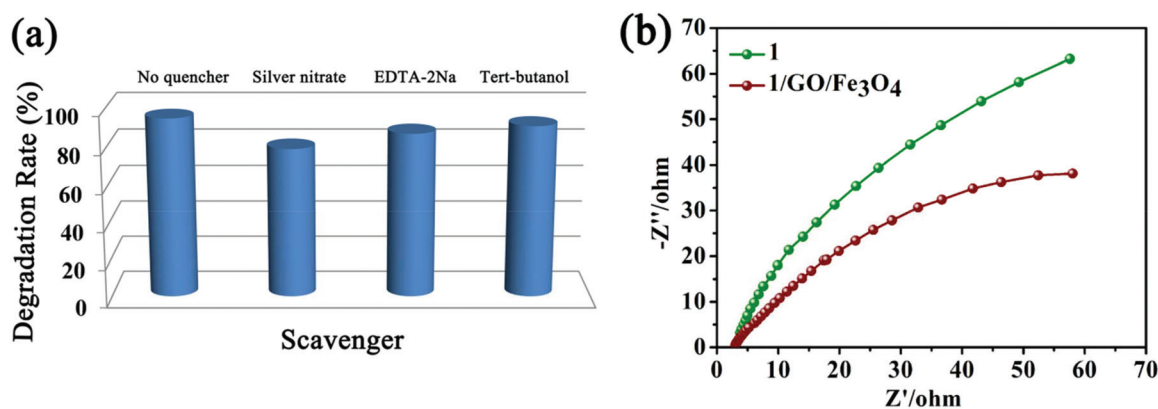 (a)
Degradation Rate (%)
No quencher Silver nitrate EDTA-2Na Tert-butanol
100
80
60
40
20
0
Scavenger
(b)
-Z''/ohm
1
1/GO/Fe₃O₄
70
60
50
40
30
20
10
0
0 10 20 30 40 50 60 70
Z'/ohm